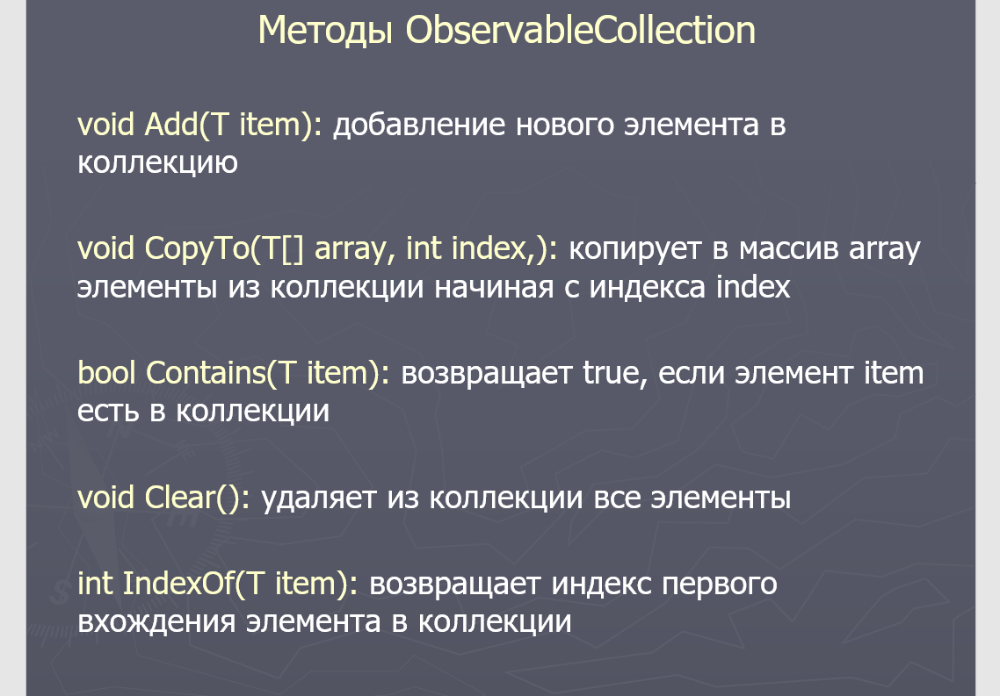 Методы ObservableCollection
void Add(T item): добавление нового элемента в
коллекцию
void CopyTo(T[] array, int index,): копирует в массив array
элементы из коллекции начиная с индекса index
bool Contains(T item): возвращает true, если элемент item
есть в коллекции
void Clear(): удаляет из коллекции все элементы
int IndexOf(T item): возвращает индекс первого
вхождения элемента в коллекции